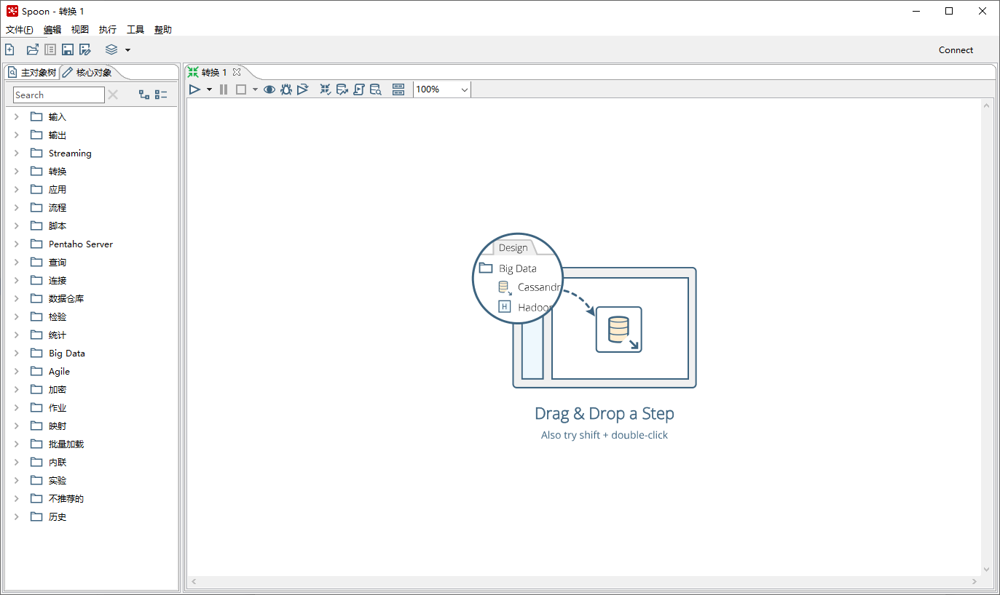 Spoon - 转换 1
文件(F) 编辑 视图 执行 工具 帮助
Connect
主对象树 核心对象
转换 1
Search
100%
输入
输出
Streaming
转换
应用
流程
脚本
Pentaho Server
查询
连接
数据仓库
检验
统计
Big Data
Agile
加密
作业
映射
批量加载
内联
实验
不推荐的
历史
Design
Big Data
Cassandr
H Hadoop
Drag & Drop a Step
Also try shift + double-click